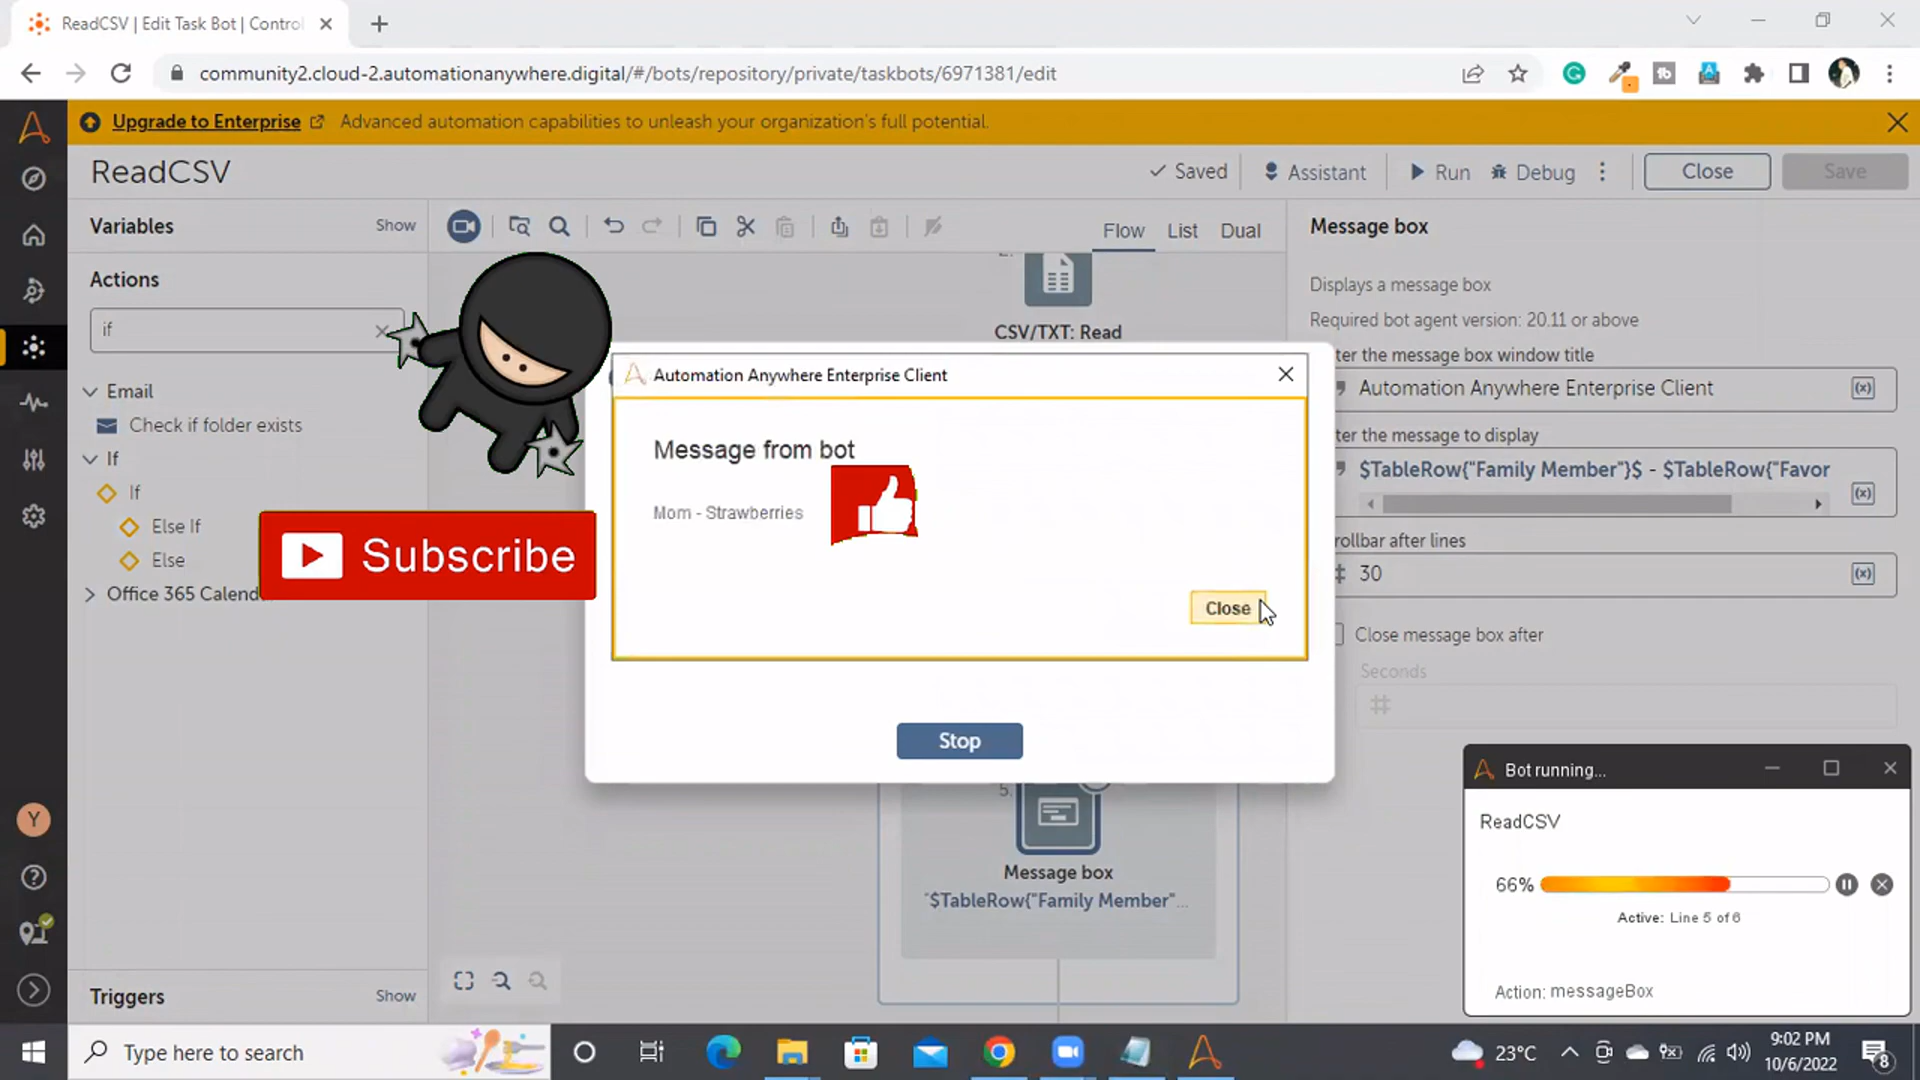 ReadCSV | Edit Task Bot | Contro
community2.cloud-2.automationanywhere.digital/#/bots/repository/private/taskbots/6971381/edit
Upgrade to Enterprise Advanced automation capabilities to unleash your organization's full potential.
ReadCSV
Saved
Assistant
Run
Debug
Close
Save
Variables
Show
Actions
if
Email
Check if folder exists
If
If
Else If
Else
Office 365 Calend
Triggers
Show
Flow
List
Dual
CSV/TXT: Read
Automation Anywhere Enterprise Client
Message from bot
Mom - Strawberries
Close
Stop
Subscribe
5.
Message box
"$TableRow{"Family Member"...
Message box
Displays a message box
Required bot agent version: 20.11 or above
ter the message box window title
Automation Anywhere Enterprise Client
(x)
ter the message to display
$TableRow{"Family Member"}$ - $TableRow{"Favor
(x)
rollbar after lines
30
(x)
Close message box after
Seconds
#
Bot running...
ReadCSV
66%
Active: Line 5 of 6
Action: messageBox
Y
Type here to search
23°C
9:02 PM
10/6/2022
8